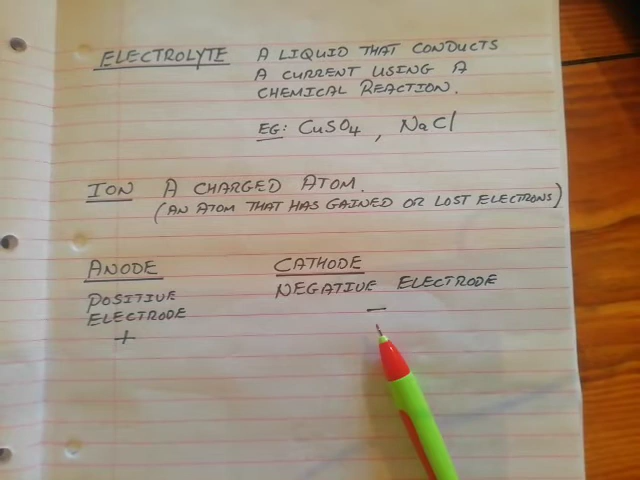 ELECTROLYTE A LIQUID THAT CONDUCTS
A CURRENT USING A
CHEMICAL REACTION.
EG: CuSO4, NaCl
ION A CHARGED ATOM.
(AN ATOM THAT HAS GAINED OR LOST ELECTRONS)
ANODE
POSITIVE
ELECTRODE
+
CATHODE
NEGATIVE ELECTRODE
−